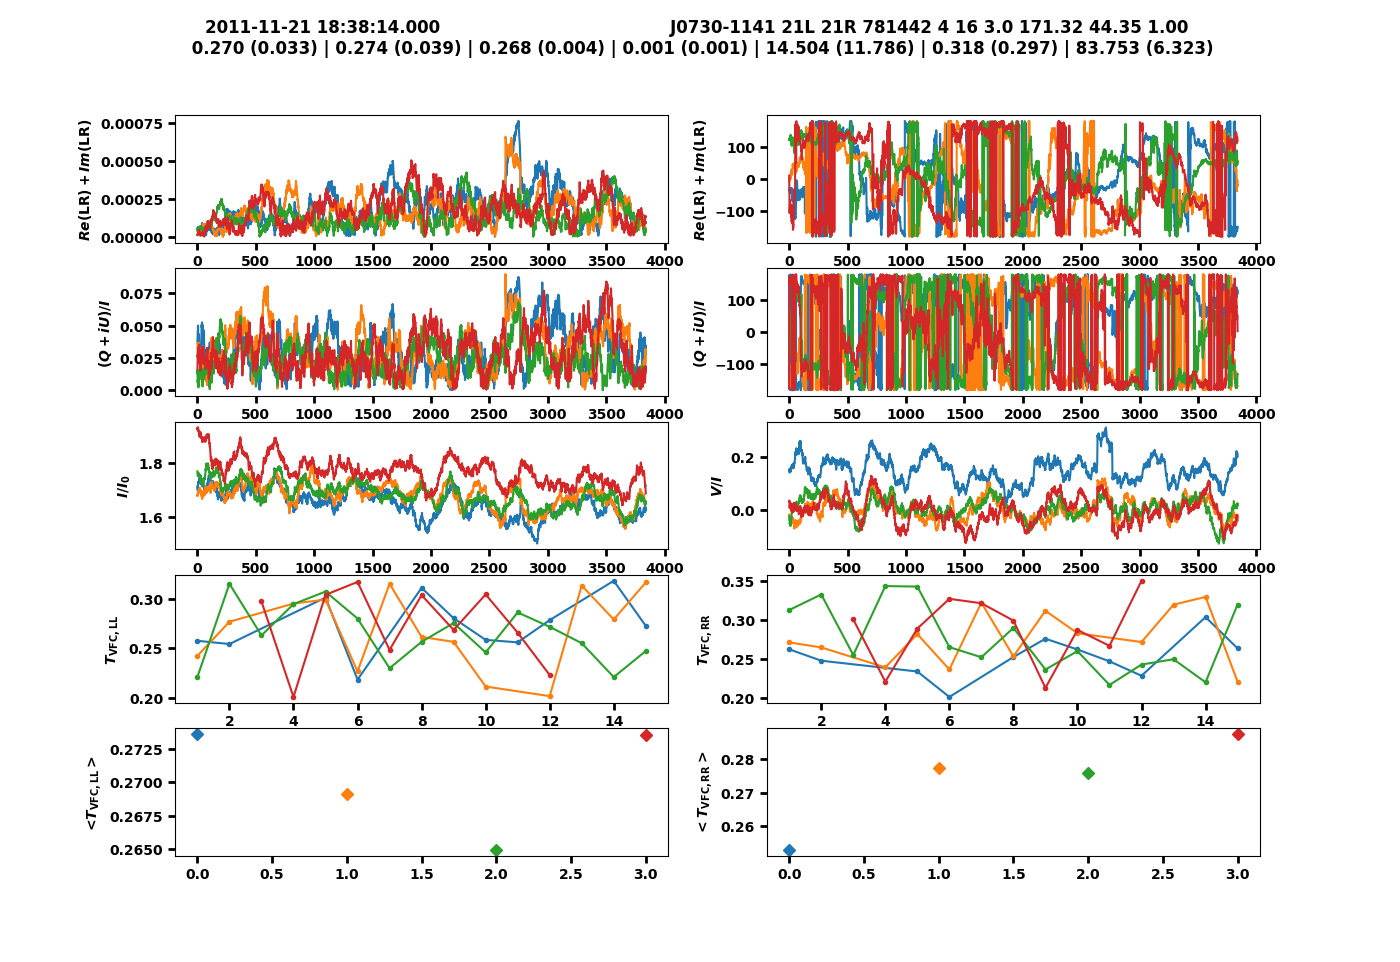 2011-11-21 18:38:14.000 J0730-1141 21L 21R 781442 4 16 3.0 171.32 44.35 1.00
0.270 (0.033) | 0.274 (0.039) | 0.268 (0.004) | 0.001 (0.001) | 14.504 (11.786) | 0.318 (0.297) | 83.753 (6.323)
Re(LR) + Im(LR)
0.00075
0.00050
0.00025
0.00000
0 500 1000 1500 2000 2500 3000 3500 4000
Re(LR) + Im(LR)
100
0
−100
0 500 1000 1500 2000 2500 3000 3500 4000
(Q + iU)/I
0.075
0.050
0.025
0.000
0 500 1000 1500 2000 2500 3000 3500 4000
(Q + iU)/I
100
0
−100
0 500 1000 1500 2000 2500 3000 3500 4000
I/I0
1.8
1.6
0 500 1000 1500 2000 2500 3000 3500 4000
V/I
0.2
0.0
0 500 1000 1500 2000 2500 3000 3500 4000
TVFC, LL
0.30
0.25
0.20
2 4 6 8 10 12 14
TVFC, RR
0.35
0.30
0.25
0.20
2 4 6 8 10 12 14
<TVFC, LL>
0.2725
0.2700
0.2675
0.2650
0.0 0.5 1.0 1.5 2.0 2.5 3.0
< TVFC, RR >
0.28
0.27
0.26
0.0 0.5 1.0 1.5 2.0 2.5 3.0